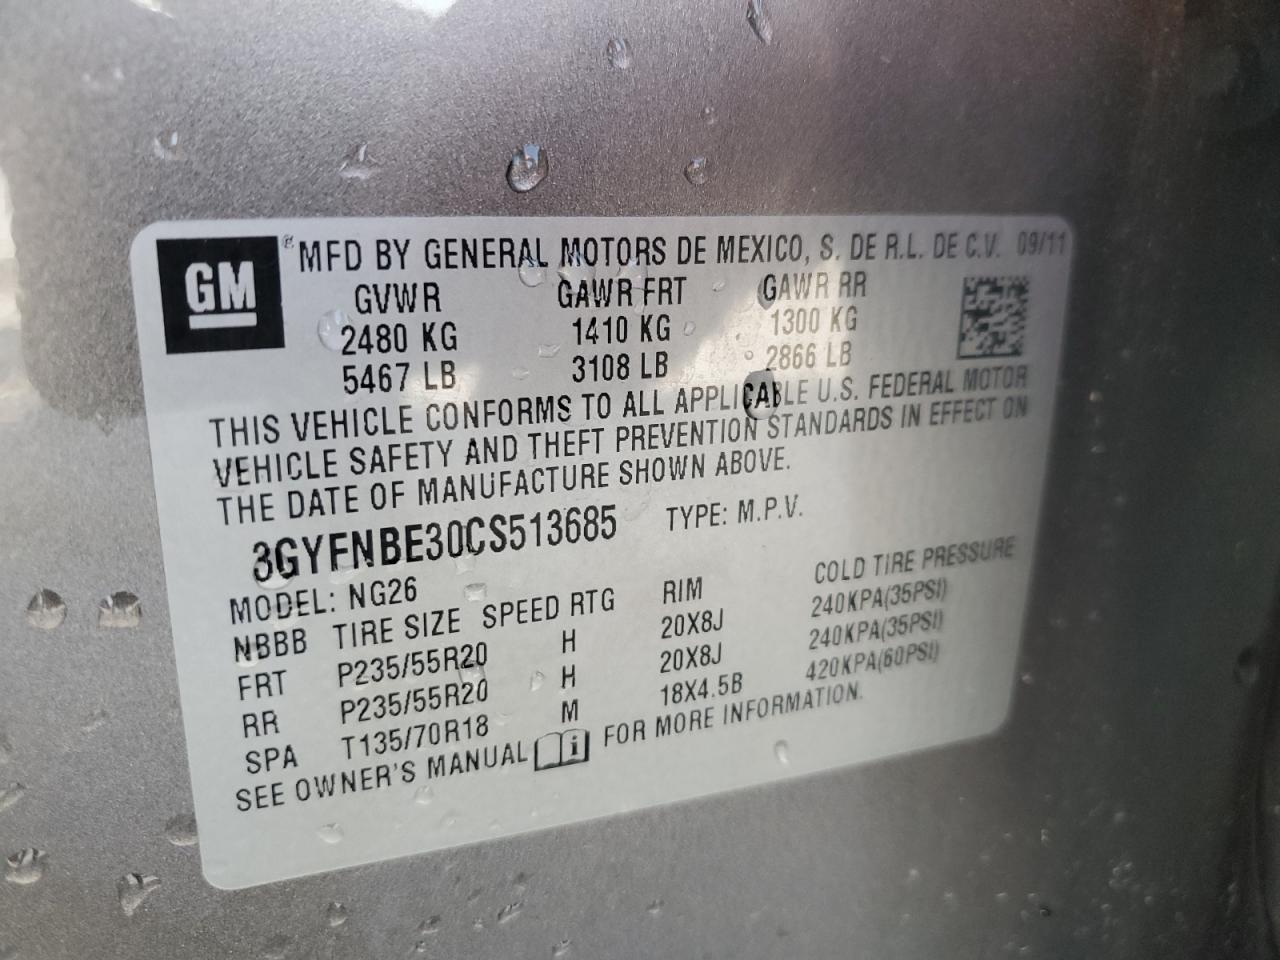 GM ® MFD BY GENERAL MOTORS DE MEXICO, S. DE R.L. DE C.V. 09/11
GVWR GAWR FRT GAWR RR
2480 KG 1410 KG 1300 KG
5467 LB 3108 LB 2866 LB
THIS VEHICLE CONFORMS TO ALL APPLICABLE U.S. FEDERAL MOTOR
VEHICLE SAFETY AND THEFT PREVENTION STANDARDS IN EFFECT ON
THE DATE OF MANUFACTURE SHOWN ABOVE.
3GYFNBE30CS513685 TYPE: M.P.V.
MODEL: NG26
NBBB TIRE SIZE SPEED RTG RIM COLD TIRE PRESSURE
FRT P235/55R20 H 20X8J 240KPA(35PSI)
RR P235/55R20 H 20X8J 240KPA(35PSI)
SPA T135/70R18 M 18X4.5B 420KPA(60PSI)
SEE OWNER'S MANUAL i FOR MORE INFORMATION.